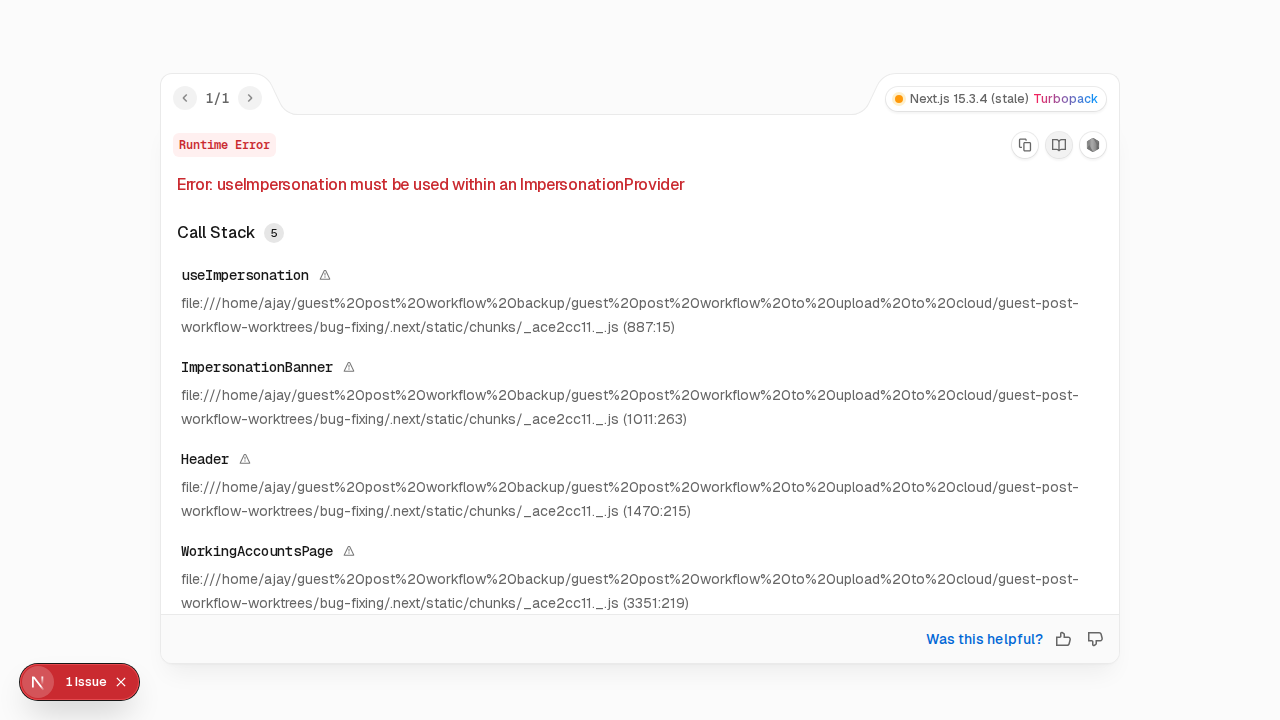 1/1
Next.js 15.3.4 (stale) Turbopack
Runtime Error
Error: useImpersonation must be used within an ImpersonationProvider
Call Stack 5
useImpersonation
file:///home/ajay/guest%20post%20workflow%20backup/guest%20post%20workflow%20to%20upload%20to%20cloud/guest-post-
workflow-worktrees/bug-fixing/.next/static/chunks/_ace2cc11._.js (887:15)
ImpersonationBanner
file:///home/ajay/guest%20post%20workflow%20backup/guest%20post%20workflow%20to%20upload%20to%20cloud/guest-post-
workflow-worktrees/bug-fixing/.next/static/chunks/_ace2cc11._.js (1011:263)
Header
file:///home/ajay/guest%20post%20workflow%20backup/guest%20post%20workflow%20to%20upload%20to%20cloud/guest-post-
workflow-worktrees/bug-fixing/.next/static/chunks/_ace2cc11._.js (1470:215)
WorkingAccountsPage
file:///home/ajay/guest%20post%20workflow%20backup/guest%20post%20workflow%20to%20upload%20to%20cloud/guest-post-
workflow-worktrees/bug-fixing/.next/static/chunks/_ace2cc11._.js (3351:219)
Was this helpful?
N 1 Issue